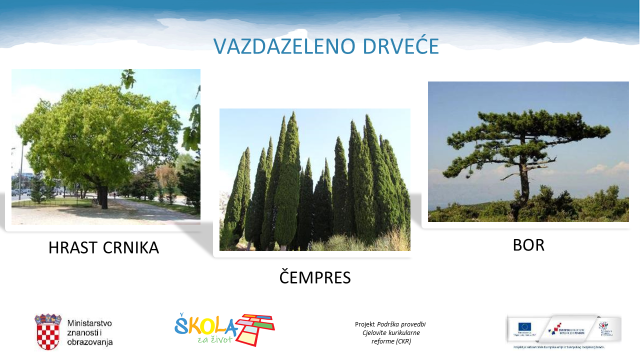 VAZDAZELENO DRVEĆE
HRAST CRNIKA
ČEMPRES
BOR
Ministarstvo
znanosti i
obrazovanja
ŠKOLA
za život
Projekt Podrška provedbi
Cjelovite kurikularne
reforme (CKR)